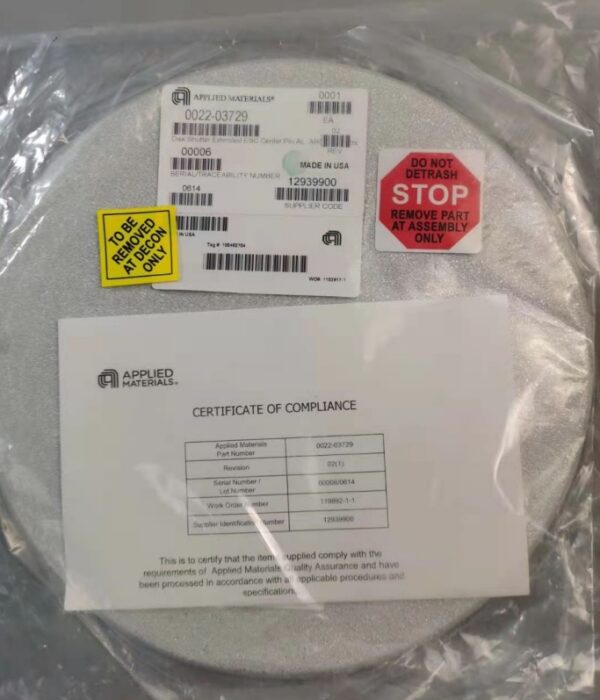 APPLIED MATERIALS®
0001
EA
0022-03729
02
REV
Disk Shutter Extended ESC Center Pin AL,
00006
MADE IN USA
SERIAL/TRACEABILITY NUMBER
12939900
0614
SUPPLIER CODE
IN USA
Tag #:
WO#:
TO BE
REMOVED
AT DECON
ONLY
DO NOT
DETRASH
STOP
REMOVE PART
AT ASSEMBLY
ONLY
APPLIED
MATERIALS®
CERTIFICATE OF COMPLIANCE
Applied Materials
Part Number
0022-03729
Revision
02(1)
Serial Number /
Lot Number
00006/0614
Work Order Number
119892-1-1
Supplier Identification Number
12939900
This is to certify that the items supplied comply with the
requirements of Applied Materials Quality Assurance and have
been processed in accordance with all applicable procedures and
specifications